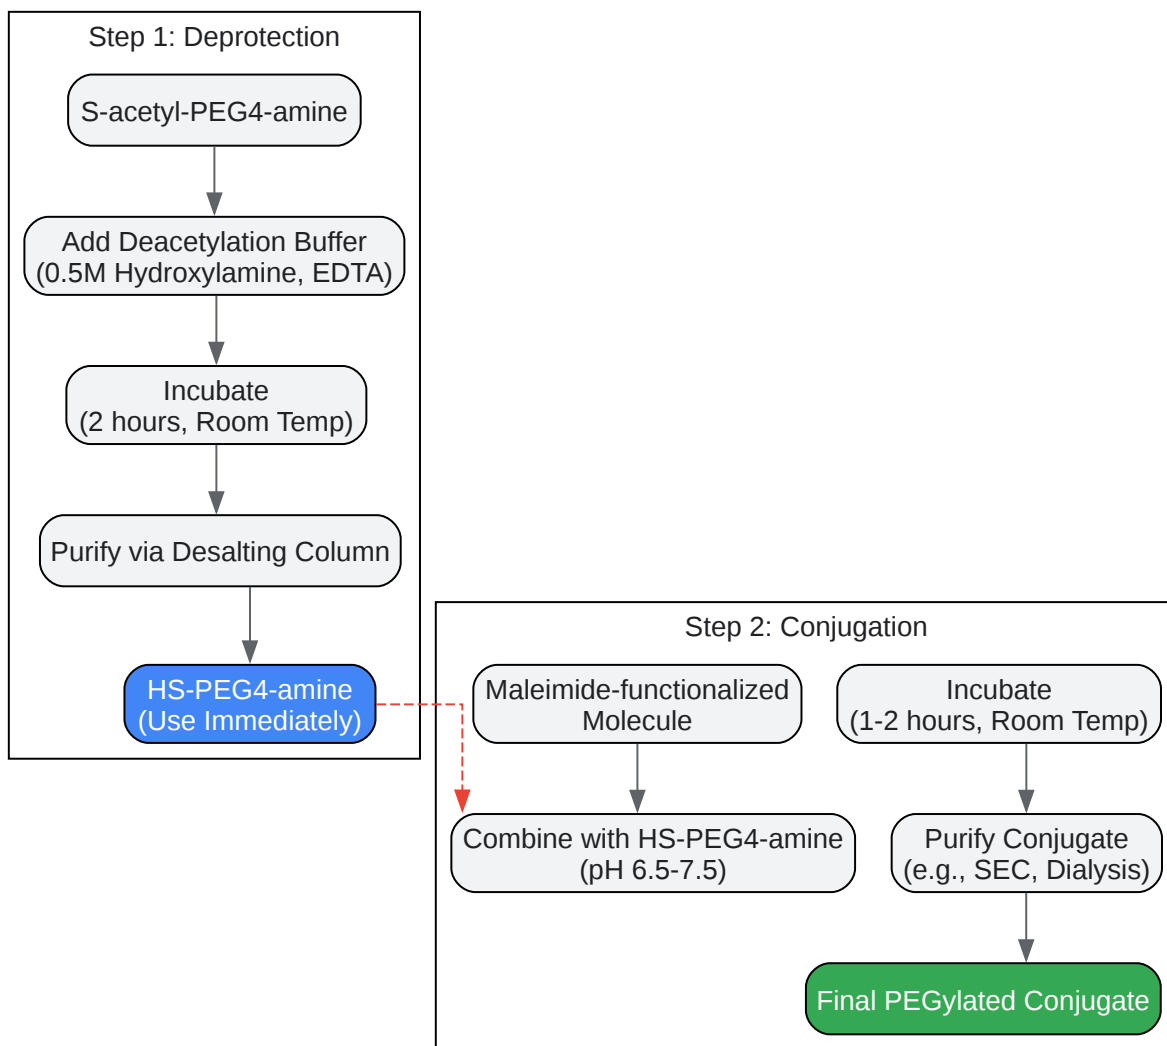 Step 1: Deprotection
S-acetyl-PEG4-amine
Add Deacetylation Buffer
(0.5M Hydroxylamine, EDTA)
Incubate
(2 hours, Room Temp)
Purify via Desalting Column
HS-PEG4-amine
(Use Immediately)
Step 2: Conjugation
Maleimide-functionalized
Molecule
Combine with HS-PEG4-amine
(pH 6.5-7.5)
Incubate
(1-2 hours, Room Temp)
Purify Conjugate
(e.g., SEC, Dialysis)
Final PEGylated Conjugate